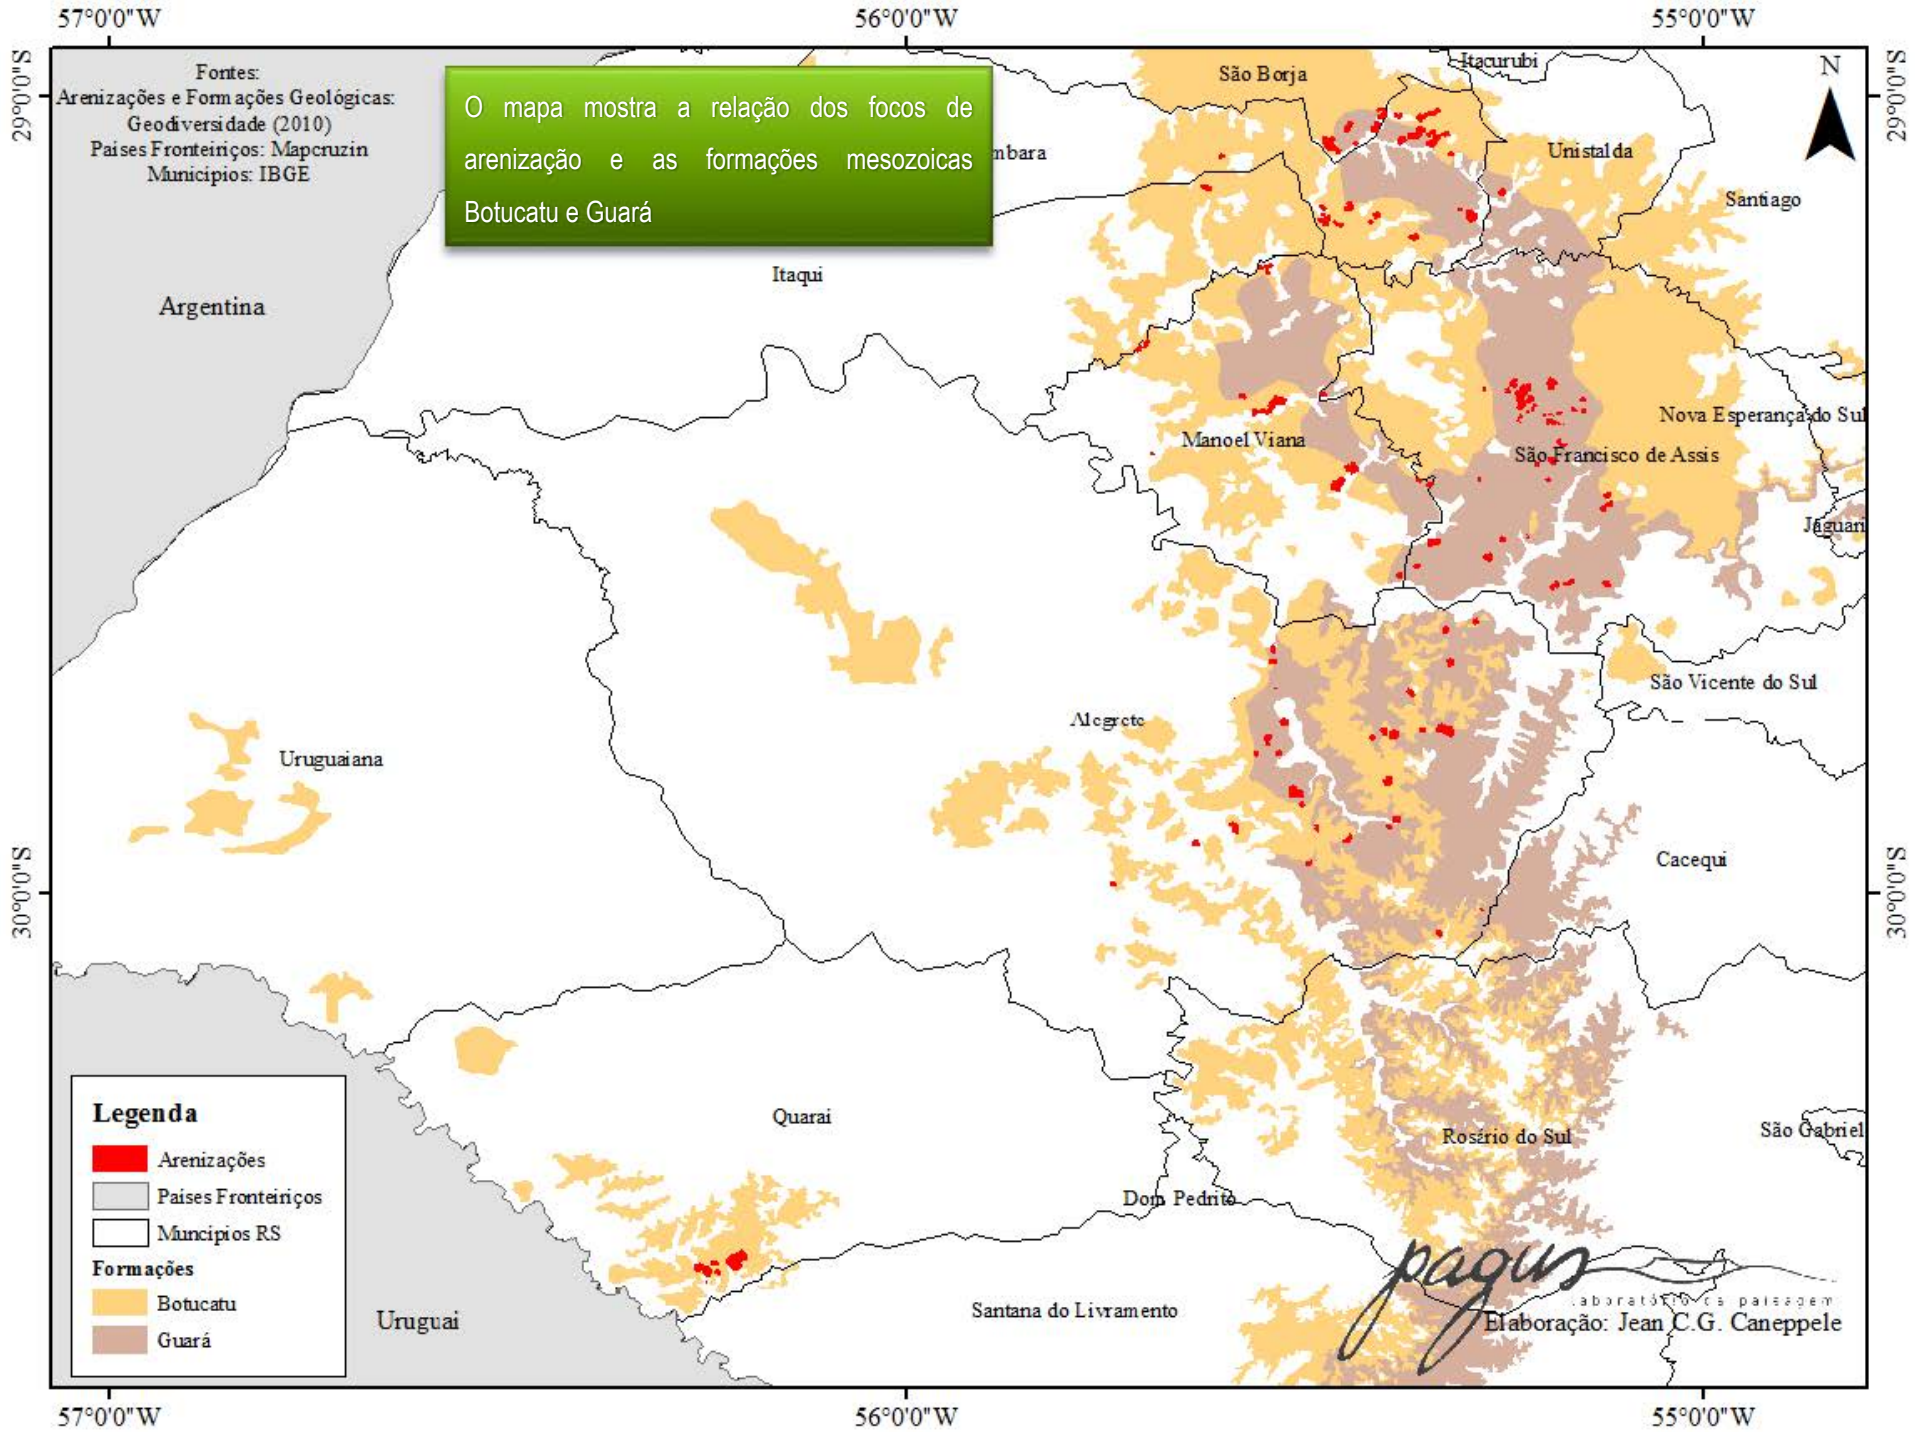 57°0'0"W
56°0'0"W
55°0'0"W
29°0'0"S
29°0'0"S
Fontes:
Arenizações e Formações Geológicas:
Geodiversidade (2010)
Países Fronteiriços: Mapcruzin
Municípios: IBGE
O mapa mostra a relação dos focos de
arenização e as formações mesozoicas
Botucatu e Guará
N
São Borja
Itacurubi
mbara
Unistalda
Santiago
Itaqui
Argentina
Nova Esperança do Sul
Manoel Viana
São Francisco de Assis
Jaguari
São Vicente do Sul
Alegrete
Uruguaiana
Cacequi
30°0'0"S
30°0'0"S
Quarai
Rosário do Sul
São Gabriel
Dom Pedrito
Santana do Livramento
Uruguai
Legenda
Arenizações
Países Fronteiriços
Muncípios RS
Formações
Botucatu
Guará
pagus
laboratório da paisagem
Elaboração: Jean C.G. Caneppele
57°0'0"W
56°0'0"W
55°0'0"W